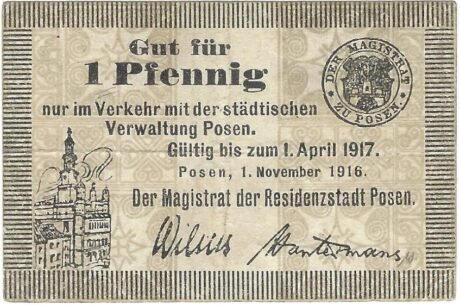 Gut für
1 Pfennig
nur im Verkehr mit der städtischen
Verwaltung Posen.
Gültig bis zum 1. April 1917.
Posen, 1. November 1916.
Der Magistrat der Residenzstadt Posen.
DER MAGISTRAT
ZU POSEN
Wilms